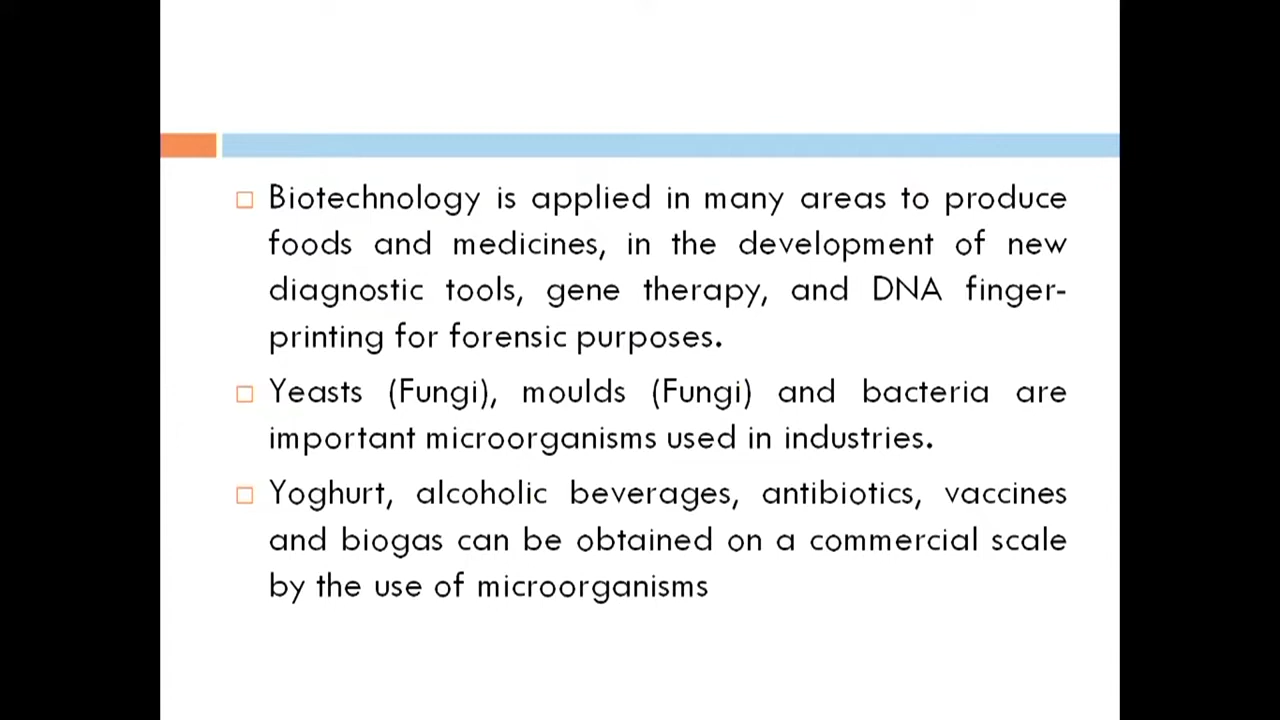 Biotechnology is applied in many areas to produce
foods and medicines, in the development of new
diagnostic tools, gene therapy, and DNA finger-
printing for forensic purposes.
Yeasts (Fungi), moulds (Fungi) and bacteria are
important microorganisms used in industries.
Yoghurt, alcoholic beverages, antibiotics, vaccines
and biogas can be obtained on a commercial scale
by the use of microorganisms